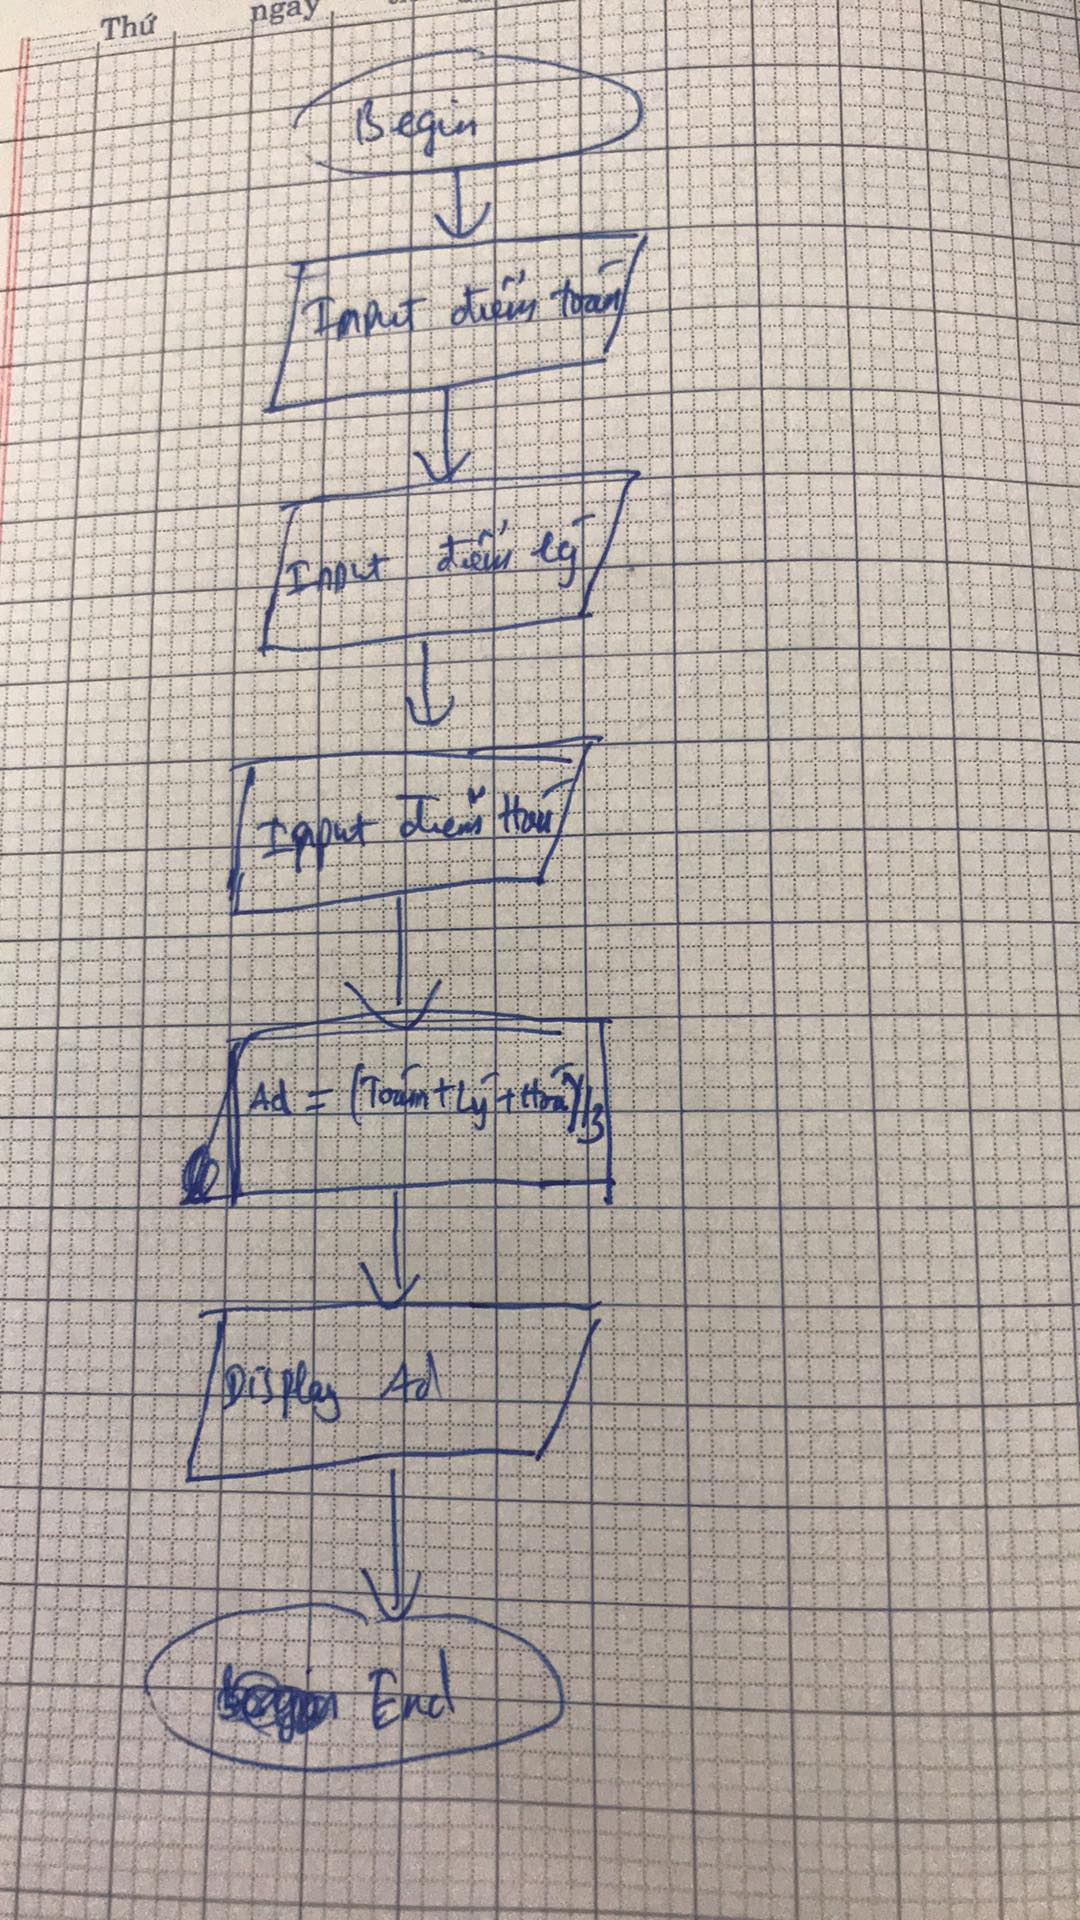 Thứ ngày
Begin
Input điểm toán
Input điểm lý
Input điểm Hoá
Ad = (Toán + Lý + Hoá)/3
Display Ad
End